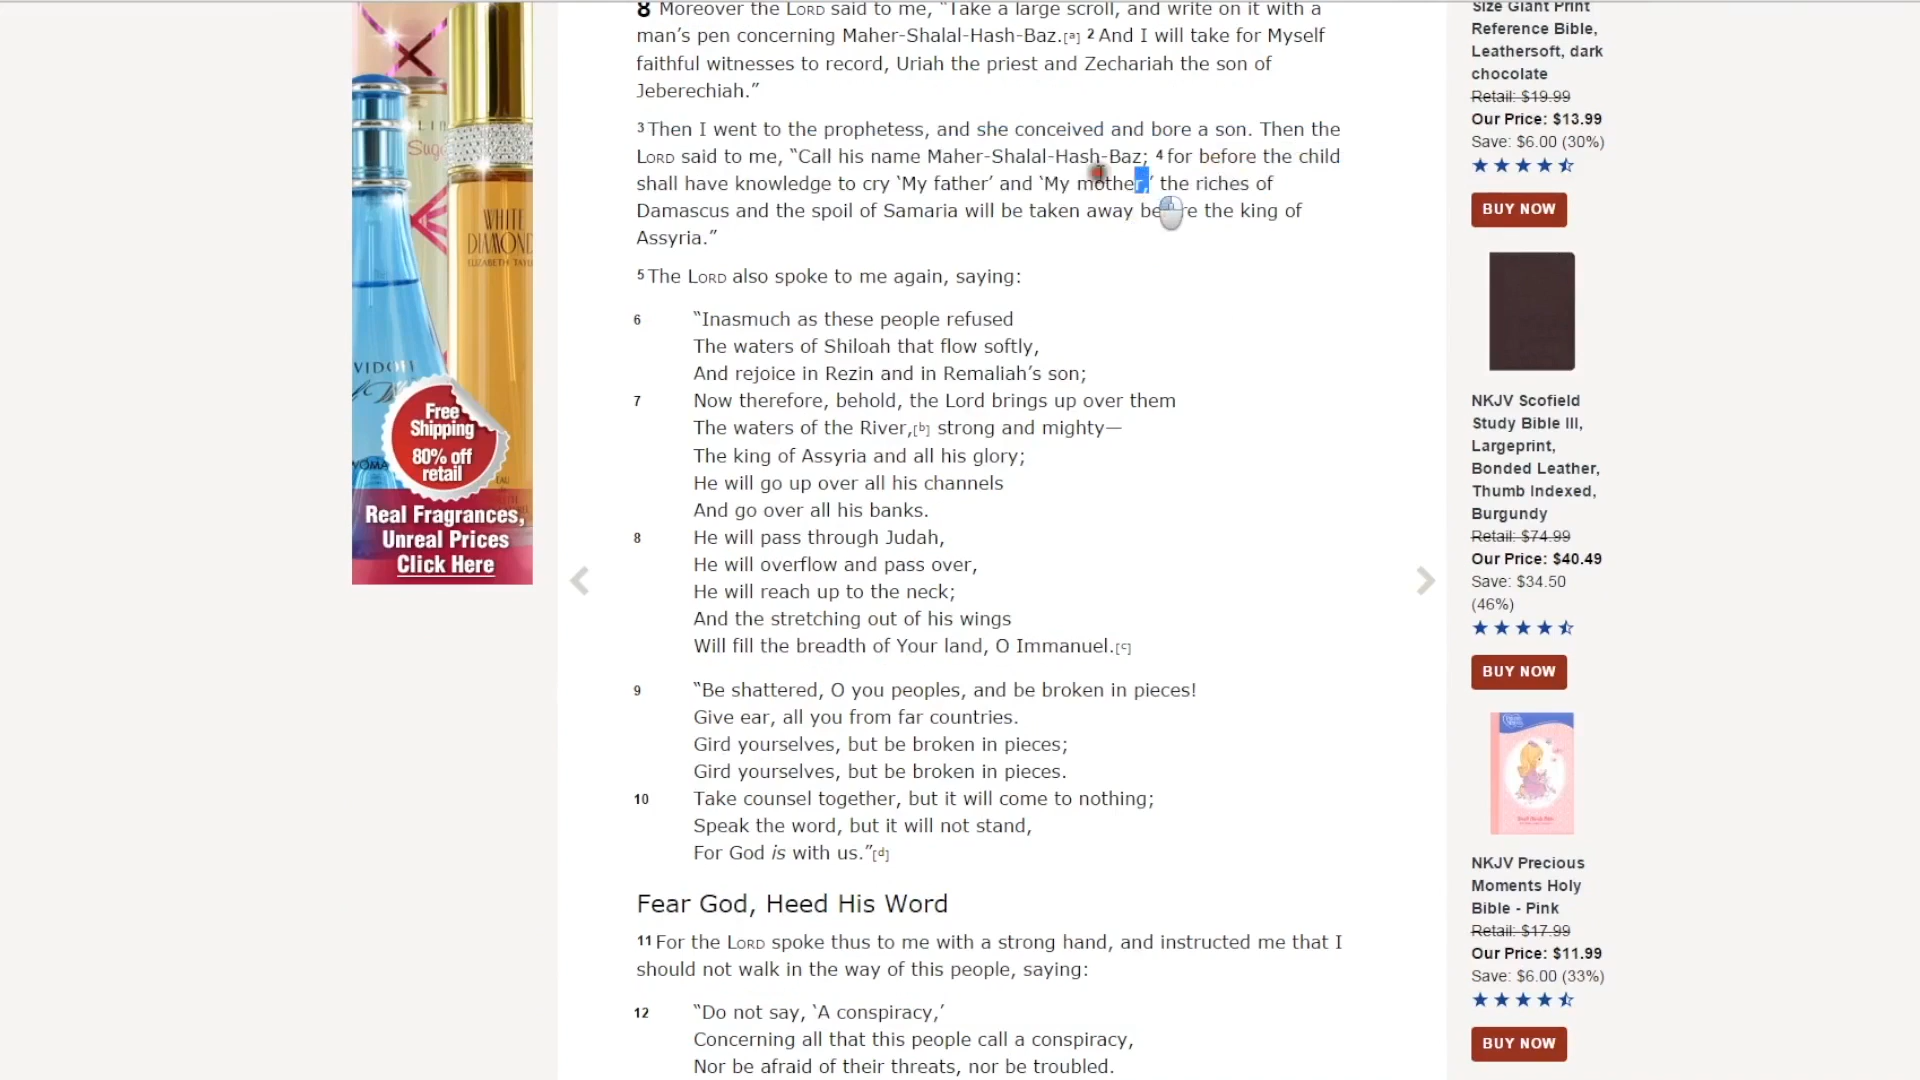 8 Moreover the LORD said to me, “Take a large scroll, and write on it with a
man’s pen concerning Maher-Shalal-Hash-Baz.[a] 2 And I will take for Myself
faithful witnesses to record, Uriah the priest and Zechariah the son of
Jeberechiah.”
3 Then I went to the prophetess, and she conceived and bore a son. Then the
LORD said to me, “Call his name Maher-Shalal-Hash-Baz; 4 for before the child
shall have knowledge to cry ‘My father’ and ‘My mother,’ the riches of
Damascus and the spoil of Samaria will be taken away before the king of
Assyria.”
5 The LORD also spoke to me again, saying:
6 “Inasmuch as these people refused
The waters of Shiloah that flow softly,
And rejoice in Rezin and in Remaliah’s son;
7 Now therefore, behold, the Lord brings up over them
The waters of the River,[b] strong and mighty—
The king of Assyria and all his glory;
He will go up over all his channels
And go over all his banks.
8 He will pass through Judah,
He will overflow and pass over,
He will reach up to the neck;
And the stretching out of his wings
Will fill the breadth of Your land, O Immanuel.[c]
9 “Be shattered, O you peoples, and be broken in pieces!
Give ear, all you from far countries.
Gird yourselves, but be broken in pieces;
Gird yourselves, but be broken in pieces.
10 Take counsel together, but it will come to nothing;
Speak the word, but it will not stand,
For God is with us.”[d]
Fear God, Heed His Word
11 For the LORD spoke thus to me with a strong hand, and instructed me that I
should not walk in the way of this people, saying:
12 “Do not say, ‘A conspiracy,’
Concerning all that this people call a conspiracy,
Nor be afraid of their threats, nor be troubled.
WHITE
DIAMOND
ELIZABETH
Free
Shipping
80% off
retail
Real Fragrances,
Unreal Prices
Click Here
Size Giant Print
Reference Bible,
Leathersoft, dark
chocolate
Retail: $19.99
Our Price: $13.99
Save: $6.00 (30%)
BUY NOW
NKJV Scofield
Study Bible III,
Largeprint,
Bonded Leather,
Thumb Indexed,
Burgundy
Retail: $74.99
Our Price: $40.49
Save: $34.50
(46%)
BUY NOW
NKJV Precious
Moments Holy
Bible - Pink
Retail: $17.99
Our Price: $11.99
Save: $6.00 (33%)
BUY NOW